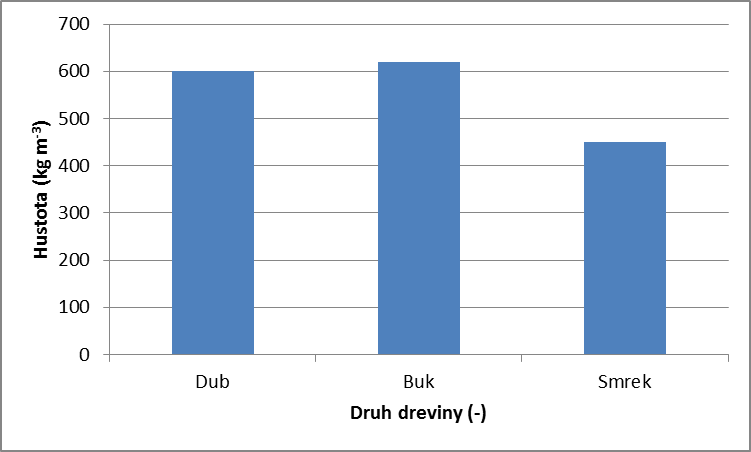 700
600
500
400
300
200
100
0
Hustota (kg m⁻³)
Dub Buk Smrek
Druh dreviny (-)